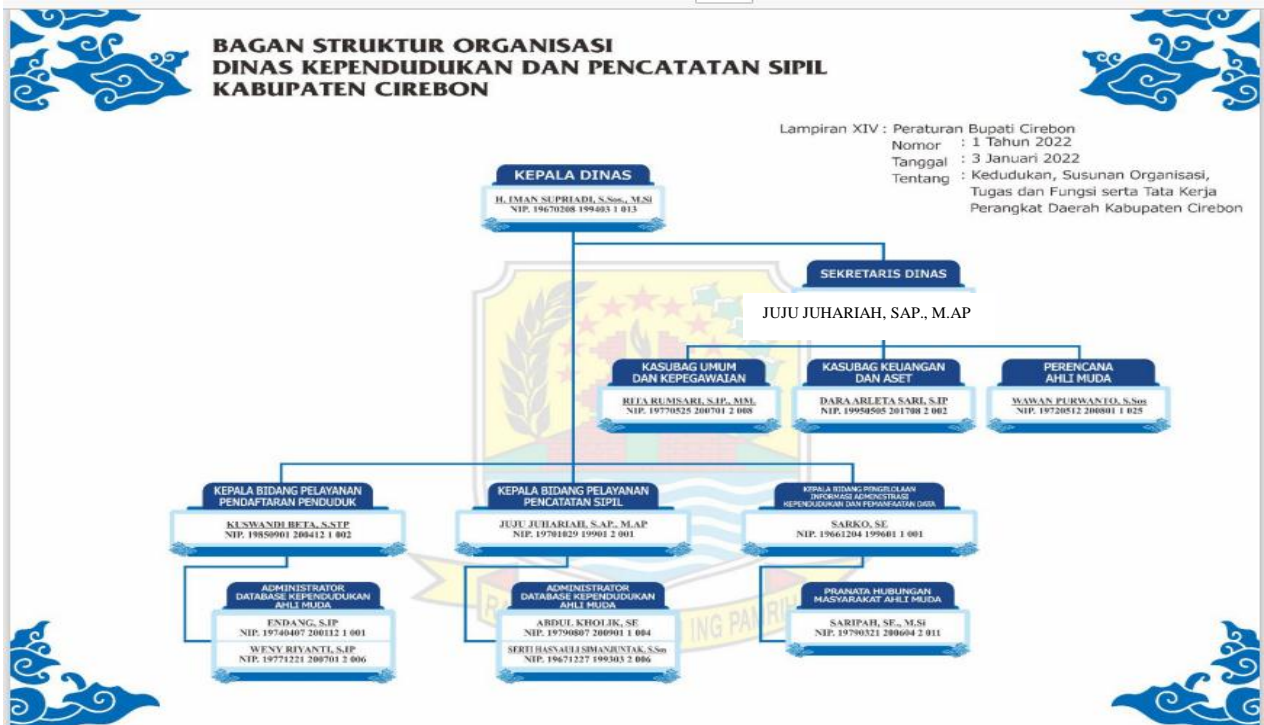 BAGAN STRUKTUR ORGANISASI
DINAS KEPENDUDUKAN DAN PENCATATAN SIPIL
KABUPATEN CIREBON
Lampiran XIV : Peraturan Bupati Cirebon
Nomor : 1 Tahun 2022
Tanggal : 3 Januari 2022
Tentang : Kedudukan, Susunan Organisasi,
Tugas dan Fungsi serta Tata Kerja
Perangkat Daerah Kabupaten Cirebon
KEPALA DINAS
H. IMAN SUPRIADI, S.Sos., M.Si
NIP. 19670208 199403 1 013
SEKRETARIS DINAS
JUJU JUHARIAH, SAP., M.AP
KASUBAG UMUM
DAN KEPEGAWAIAN
RITA RUMSARI, S.IP., MM.
NIP. 19770525 200701 2 008
KASUBAG KEUANGAN
DAN ASET
DARA ARLETA SARI, S.IP
NIP. 19950505 201708 2 002
PERENCANA
AHLI MUDA
WAWAN PURWANTO, S.Sos
NIP. 19720512 200801 1 025
KEPALA BIDANG PELAYANAN
PENDAFTARAN PENDUDUK
KUSWANDI BETA, S.STP
NIP. 19850901 200412 1 002
KEPALA BIDANG PELAYANAN
PENCATATAN SIPIL
JUJU JUHARIAH, S.AP., M.AP
NIP. 19701029 19901 2 001
KEPALA BIDANG PENGELOLAAN
INFORMASI ADMINISTRASI
KEPENDUDUKAN DAN PEMANFAATAN DATA
SARKO, SE
NIP. 19661204 199601 1 001
ADMINISTRATOR
DATABASE KEPENDUDUKAN
AHLI MUDA
ENDANG, S.IP
NIP. 19740407 200112 1 001
WENY RIYANTI, S.IP
NIP. 19771221 200701 2 006
ADMINISTRATOR
DATABASE KEPENDUDUKAN
AHLI MUDA
ABDUL KHOLIK, SE
NIP. 19790807 200901 1 004
SERTI HASNAULI SIMANJUNTAK, S.Sos
NIP. 19671227 199303 2 006
PRANATA HUBUNGAN
MASYARAKAT AHLI MUDA
SARIPAH, SE., M.Si
NIP. 19790321 200604 2 011
ING PANRIH